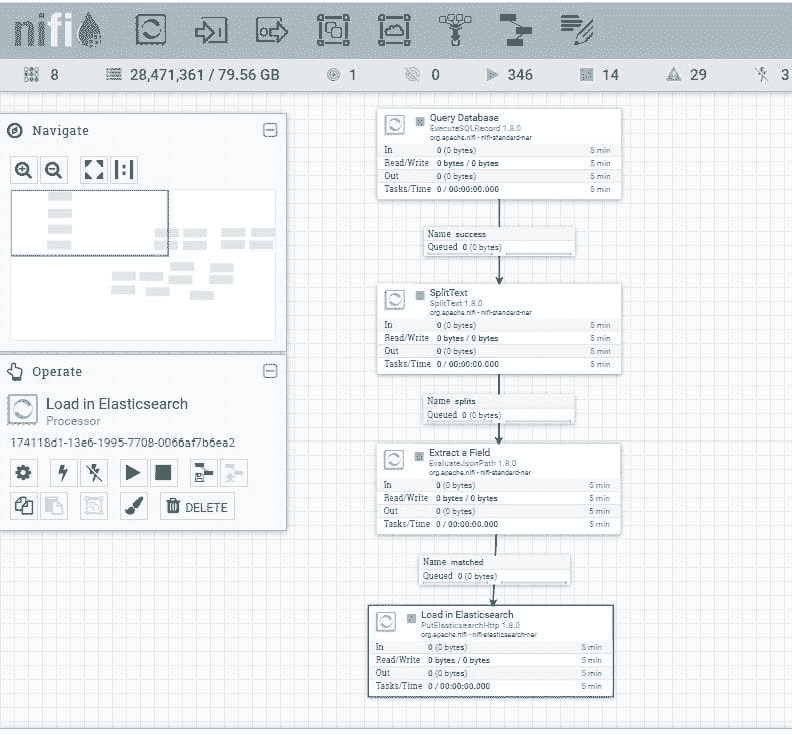 nifi
8 28,471,361 / 79.56 GB 1 0 346 14 29 3
Navigate
Operate
Load in Elasticsearch
Processor
174118d1-13e6-1995-7708-0066af7b6ea2
DELETE
Query Database
ExecuteSQLRecord 1.8.0
org.apache.nifi - nifi-standard-nar
In 0 (0 bytes) 5 min
Read/Write 0 bytes / 0 bytes 5 min
Out 0 (0 bytes) 5 min
Tasks/Time 0 / 00:00:00.000 5 min
Name success
Queued 0 (0 bytes)
SplitText
SplitText 1.8.0
org.apache.nifi - nifi-standard-nar
In 0 (0 bytes) 5 min
Read/Write 0 bytes / 0 bytes 5 min
Out 0 (0 bytes) 5 min
Tasks/Time 0 / 00:00:00.000 5 min
Name splits
Queued 0 (0 bytes)
Extract a Field
EvaluateJsonPath 1.8.0
org.apache.nifi - nifi-standard-nar
In 0 (0 bytes) 5 min
Read/Write 0 bytes / 0 bytes 5 min
Out 0 (0 bytes) 5 min
Tasks/Time 0 / 00:00:00.000 5 min
Name matched
Queued 0 (0 bytes)
Load in Elasticsearch
PutElasticsearchHttp 1.8.0
org.apache.nifi - nifi-elasticsearch-nar
In 0 (0 bytes) 5 min
Read/Write 0 bytes / 0 bytes 5 min
Out 0 (0 bytes) 5 min
Tasks/Time 0 / 00:00:00.000 5 min